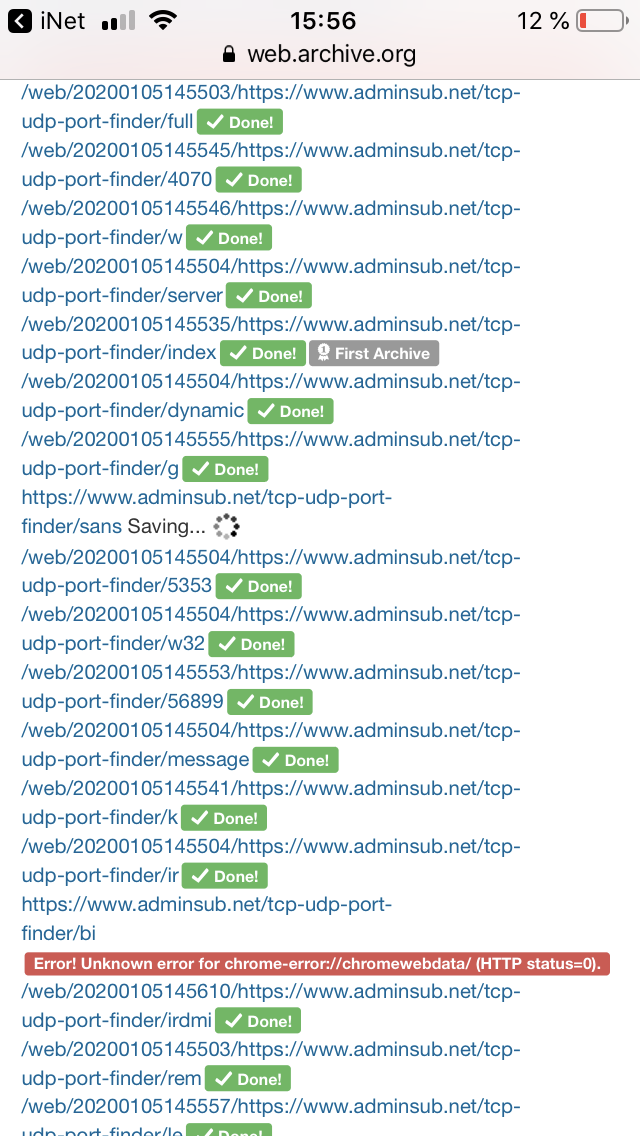 iNet 15:56 12 %
web.archive.org
/web/20200105145503/https://www.adminsub.net/tcp-
udp-port-finder/full Done!
/web/20200105145545/https://www.adminsub.net/tcp-
udp-port-finder/4070 Done!
/web/20200105145546/https://www.adminsub.net/tcp-
udp-port-finder/w Done!
/web/20200105145504/https://www.adminsub.net/tcp-
udp-port-finder/server Done!
/web/20200105145535/https://www.adminsub.net/tcp-
udp-port-finder/index Done! First Archive
/web/20200105145504/https://www.adminsub.net/tcp-
udp-port-finder/dynamic Done!
/web/20200105145555/https://www.adminsub.net/tcp-
udp-port-finder/g Done!
https://www.adminsub.net/tcp-udp-port-
finder/sans Saving...
/web/20200105145504/https://www.adminsub.net/tcp-
udp-port-finder/5353 Done!
/web/20200105145504/https://www.adminsub.net/tcp-
udp-port-finder/w32 Done!
/web/20200105145553/https://www.adminsub.net/tcp-
udp-port-finder/56899 Done!
/web/20200105145504/https://www.adminsub.net/tcp-
udp-port-finder/message Done!
/web/20200105145541/https://www.adminsub.net/tcp-
udp-port-finder/k Done!
/web/20200105145504/https://www.adminsub.net/tcp-
udp-port-finder/ir Done!
https://www.adminsub.net/tcp-udp-port-
finder/bi
Error! Unknown error for chrome-error://chromewebdata/ (HTTP status=0).
/web/20200105145610/https://www.adminsub.net/tcp-
udp-port-finder/irdmi Done!
/web/20200105145503/https://www.adminsub.net/tcp-
udp-port-finder/rem Done!
/web/20200105145557/https://www.adminsub.net/tcp-
udp-port-finder/le Done!